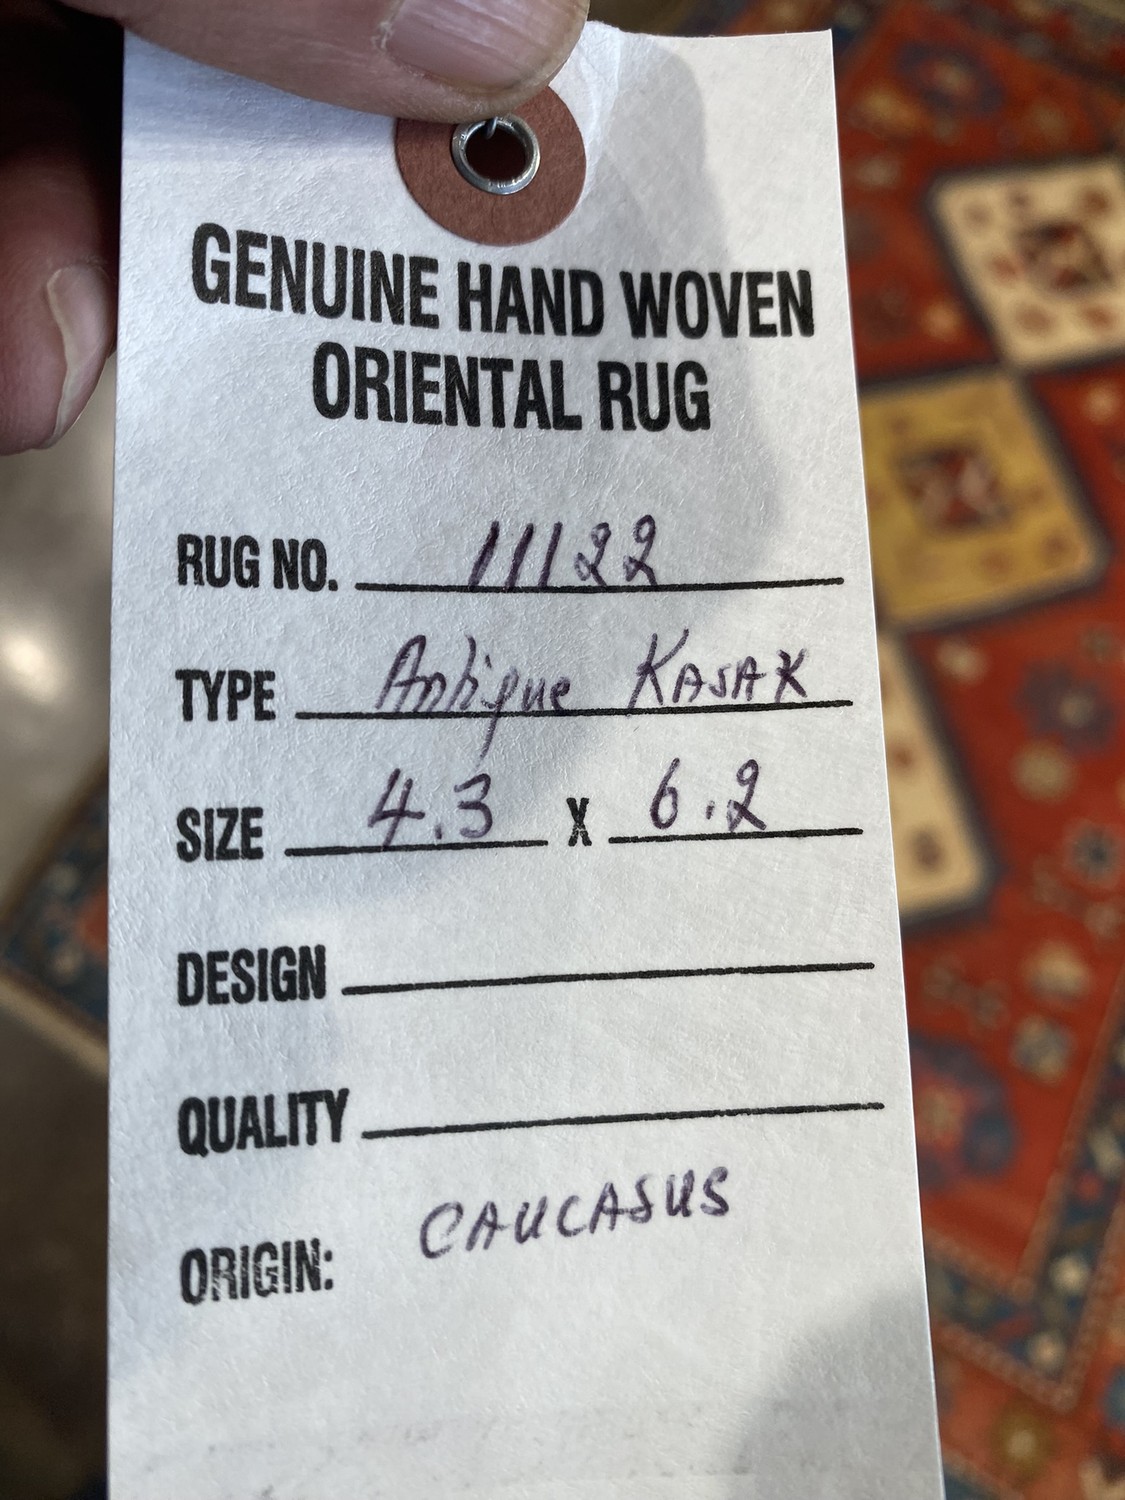 GENUINE HAND WOVEN
ORIENTAL RUG
RUG NO. 11122
TYPE Antique KASAK
SIZE 4.3 X 6.2
DESIGN
QUALITY
ORIGIN: CAUCASUS